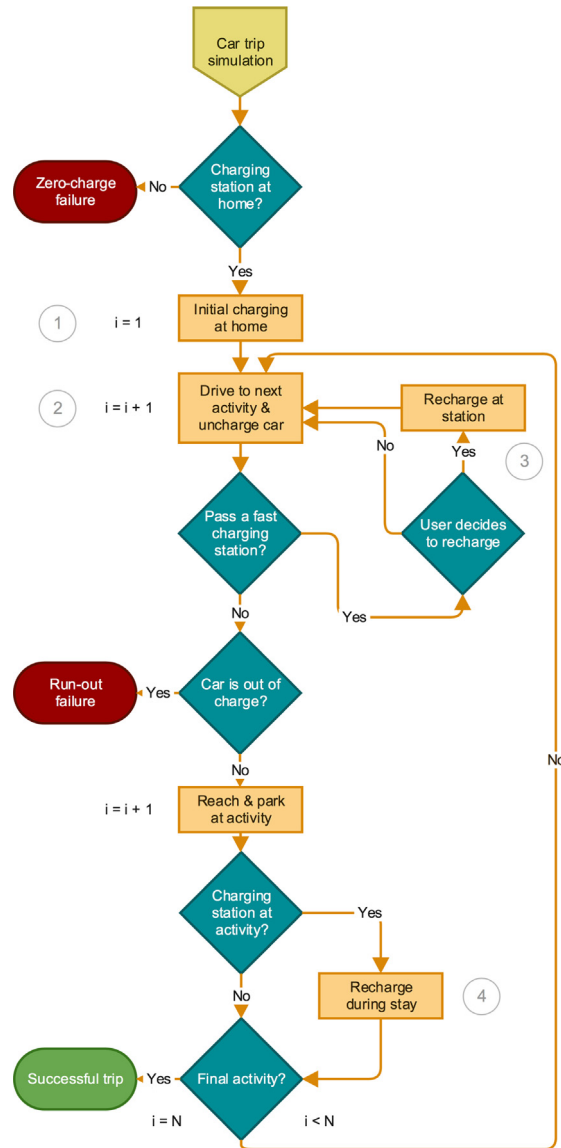 Car trip
simulation
Charging
station at
home?
No
Zero-charge
failure
Yes
1
i = 1
Initial charging
at home
2
i = i + 1
Drive to next
activity &
uncharge car
Recharge at
station
No
Yes
3
Pass a fast
charging
station?
User decides
to recharge
No
Yes
Car is out of
charge?
Yes
Run-out
failure
No
No
i = i + 1
Reach & park
at activity
Charging
station at
activity?
Yes
No
Recharge
during stay
4
Successful trip
Yes
Final activity?
i = N
i < N